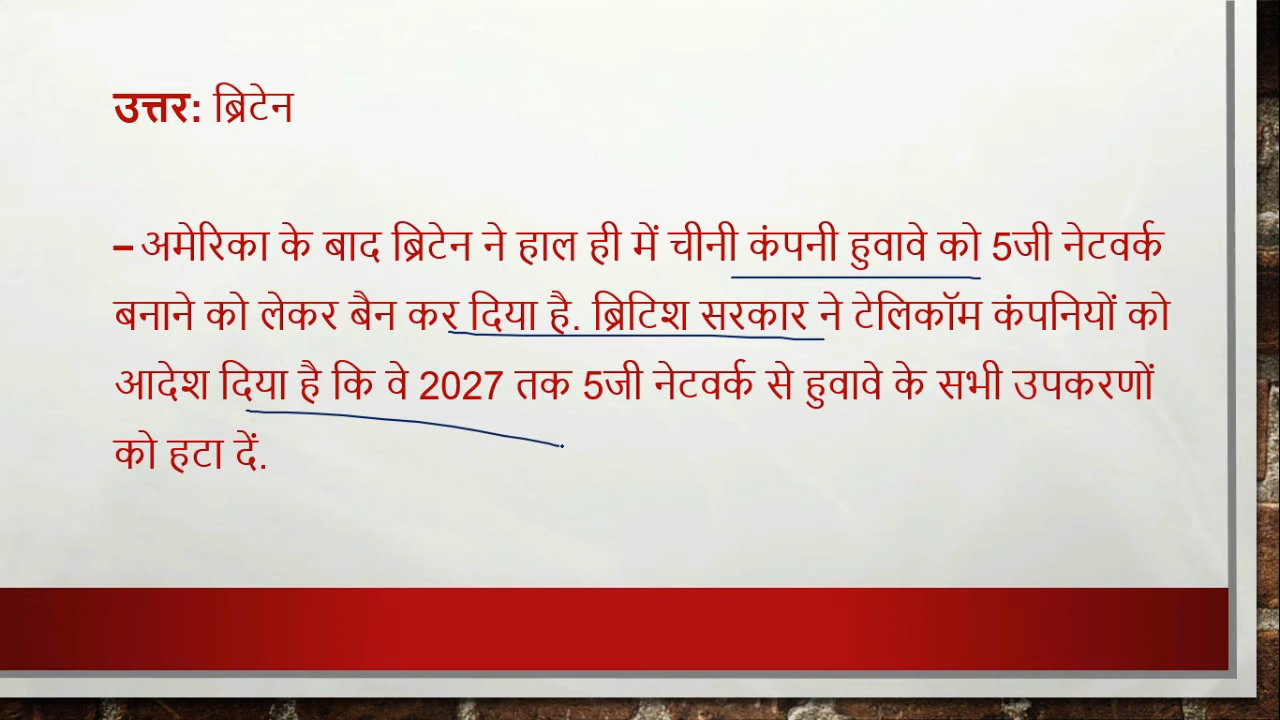 उत्तर: ब्रिटेन
– अमेरिका के बाद ब्रिटेन ने हाल ही में चीनी कंपनी हुवावे को 5जी नेटवर्क
बनाने को लेकर बैन कर दिया है. ब्रिटिश सरकार ने टेलिकॉम कंपनियों को
आदेश दिया है कि वे 2027 तक 5जी नेटवर्क से हुवावे के सभी उपकरणों
को हटा दें.